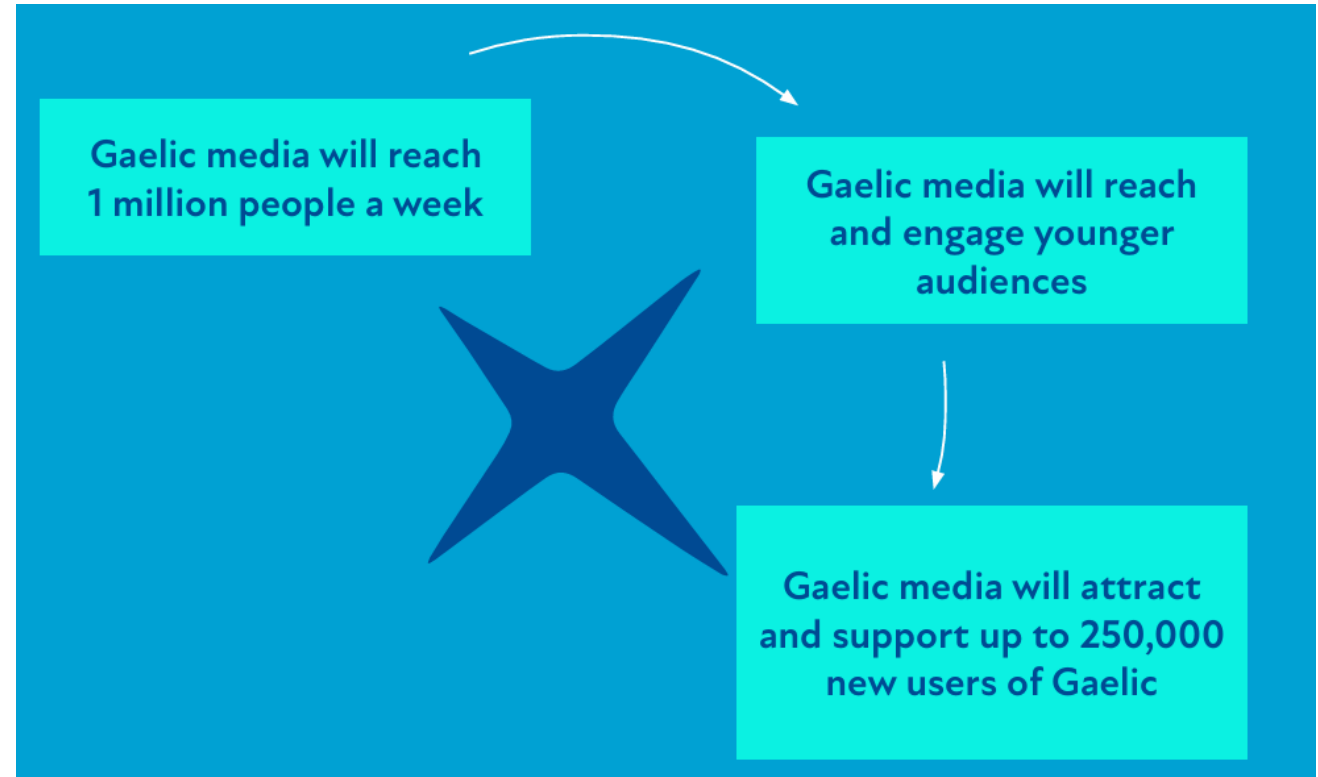 Gaelic media will reach
1 million people a week
Gaelic media will reach
and engage younger
audiences
Gaelic media will attract
and support up to 250,000
new users of Gaelic